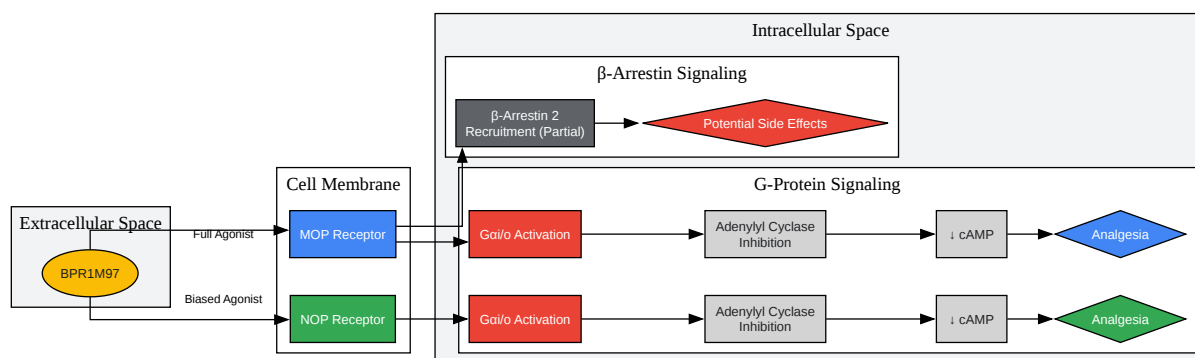 Intracellular Space
β-Arrestin Signaling
β-Arrestin 2
Recruitment (Partial)
Potential Side Effects
Cell Membrane
G-Protein Signaling
Extracellular Space
Full Agonist
MOP Receptor
Gαi/o Activation
Adenylyl Cyclase
Inhibition
↓ cAMP
Analgesia
BPR1M97
Biased Agonist
NOP Receptor
Gαi/o Activation
Adenylyl Cyclase
Inhibition
↓ cAMP
Analgesia